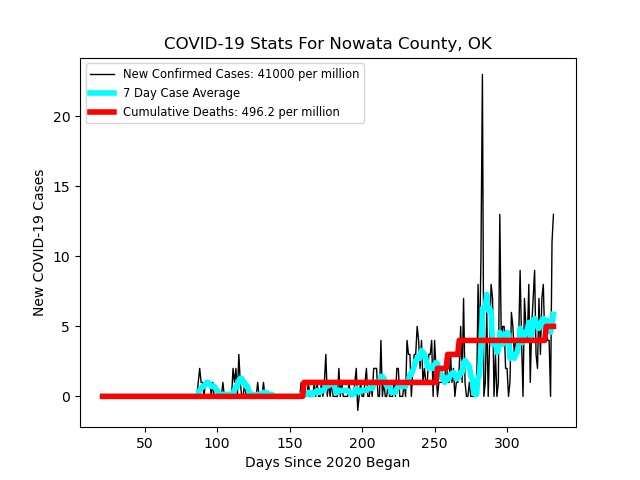 COVID-19 Stats For Nowata County, OK
New Confirmed Cases: 41000 per million
7 Day Case Average
Cumulative Deaths: 496.2 per million
New COVID-19 Cases
20
15
10
5
0
50 100 150 200 250 300
Days Since 2020 Began